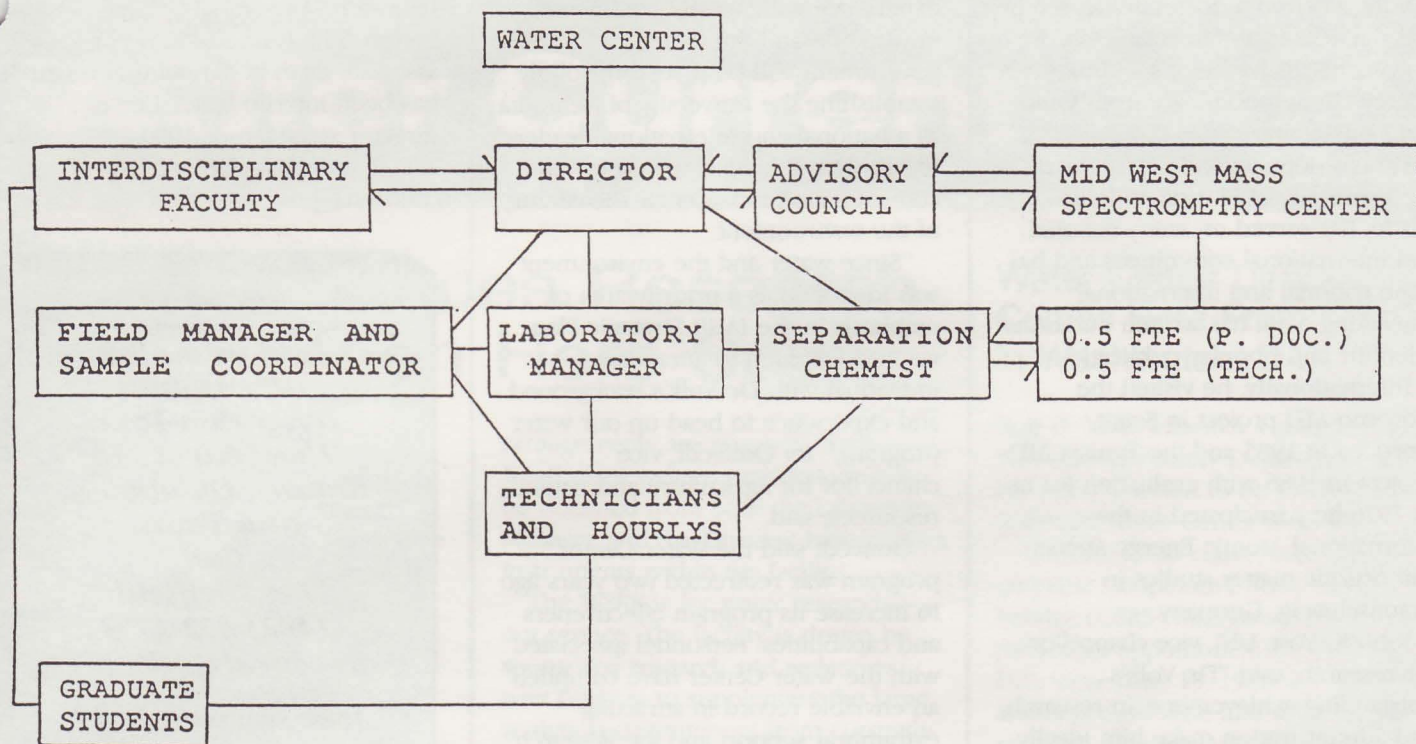 WATER CENTER
INTERDISCIPLINARY
FACULTY
DIRECTOR
ADVISORY
COUNCIL
MID WEST MASS
SPECTROMETRY CENTER
FIELD MANAGER AND
SAMPLE COORDINATOR
LABORATORY
MANAGER
SEPARATION
CHEMIST
0.5 FTE (P. DOC.)
0.5 FTE (TECH.)
TECHNICIANS
AND HOURLYS
GRADUATE
STUDENTS